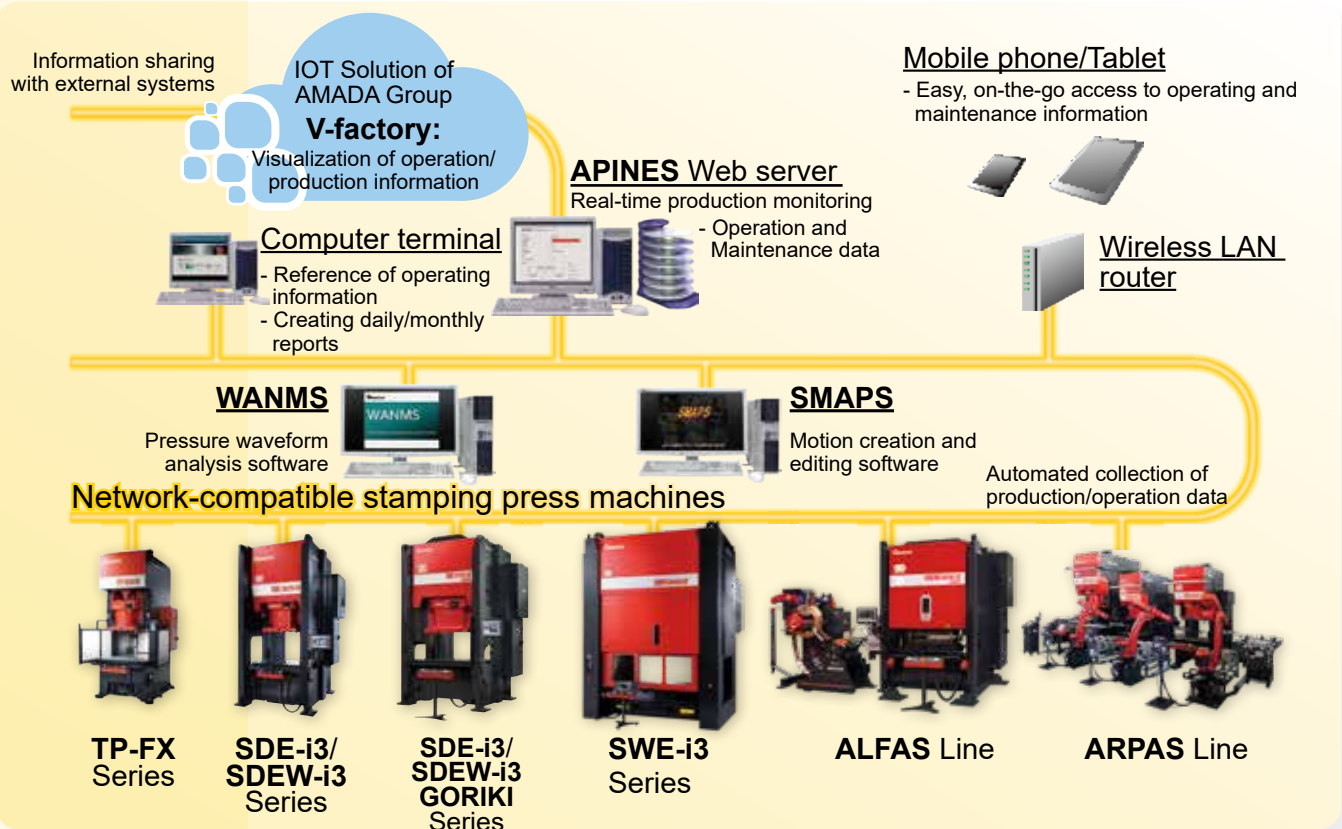 Information sharing
with external systems
IOT Solution of
AMADA Group
V-factory:
Visualization of operation/
production information
Mobile phone/Tablet
- Easy, on-the-go access to operating and
maintenance information
APINES Web server
Real-time production monitoring
- Operation and
Maintenance data
Computer terminal
- Reference of operating
information
- Creating daily/monthly
reports
Wireless LAN
router
WANMS
Pressure waveform
analysis software
WANMS
SMAPS
SMAPS
Motion creation and
editing software
Automated collection of
production/operation data
Network-compatible stamping press machines
TP-FX
Series
SDE-i3/
SDEW-i3
Series
SDE-i3/
SDEW-i3
GORIKI
Series
SWE-i3
Series
ALFAS Line
ARPAS Line